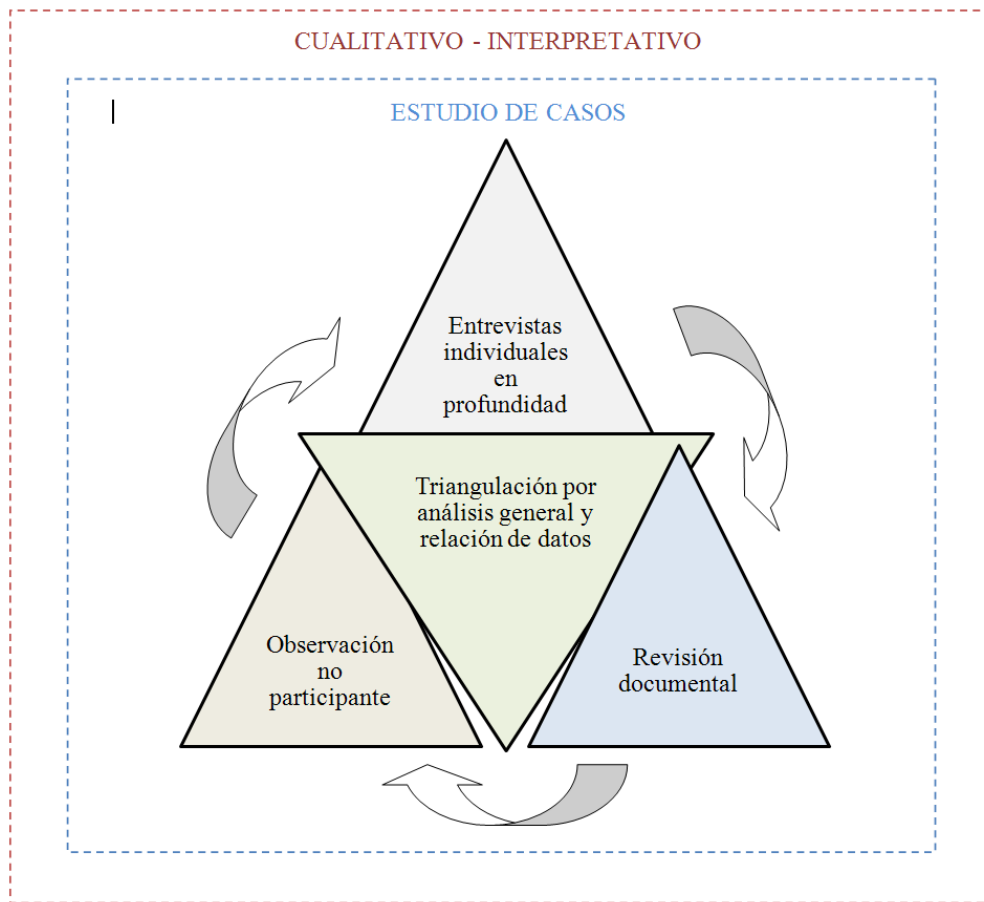 CUALITATIVO - INTERPRETATIVO
ESTUDIO DE CASOS
Entrevistas
individuales
en
profundidad
Triangulación por
análisis general y
relación de datos
Observación
no
participante
Revisión
documental